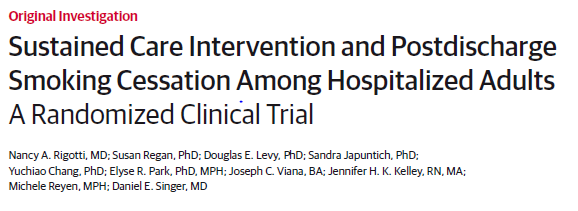 Original Investigation
Sustained Care Intervention and Postdischarge
Smoking Cessation Among Hospitalized Adults
A Randomized Clinical Trial
Nancy A. Rigotti, MD; Susan Regan, PhD; Douglas E. Levy, PhD; Sandra Japuntich, PhD;
Yuchiao Chang, PhD; Elyse R. Park, PhD, MPH; Joseph C. Viana, BA; Jennifer H. K. Kelley, RN, MA;
Michele Reyen, MPH; Daniel E. Singer, MD